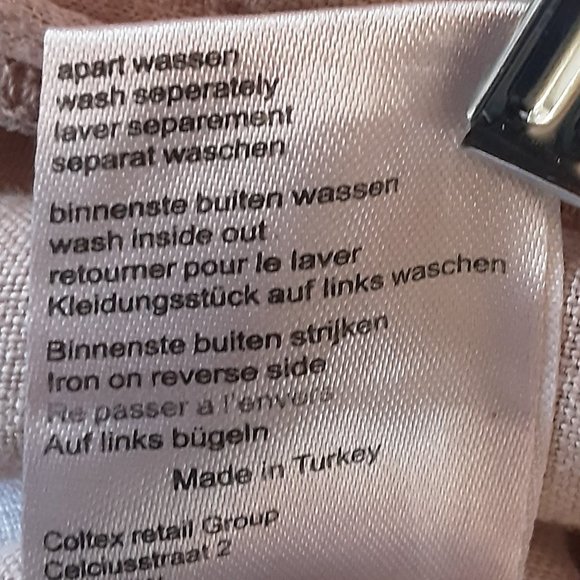 apart wassen
wash seperately
laver separement
separat waschen
binnenste buiten wassen
wash inside out
retourner pour le laver
Kleidungsstück auf links waschen
Binnenste buiten strijken
Iron on reverse side
Re passer a l'envers
Auf links bügeln
Made in Turkey
Coltex retail Group
Celciusstraat 2